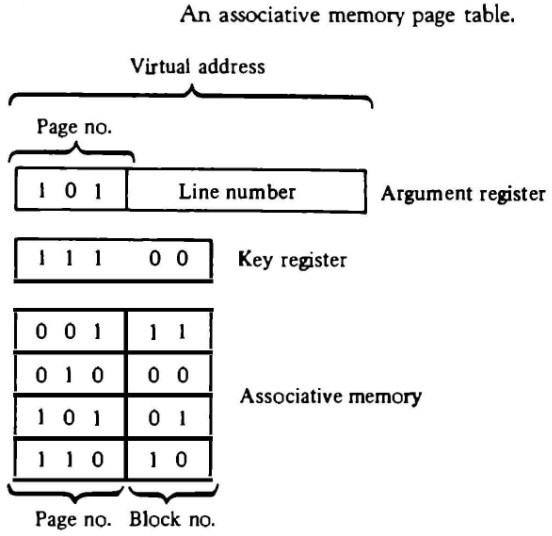 An associative memory page table.
Virtual address
Page no.
1 0 1 Line number Argument register
1 1 1 0 0 Key register
0 0 1 1 1
0 1 0 0 0
Associative memory
1 0 1 0 1
1 1 0 1 0
Page no. Block no.